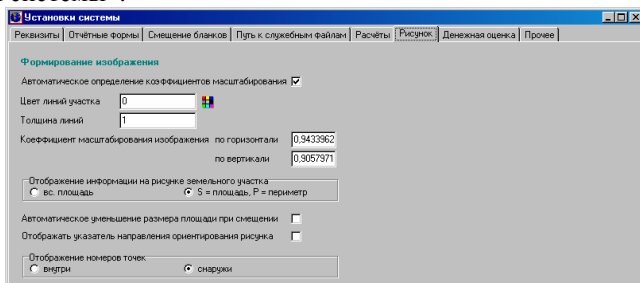 системы".
Установки системы
Реквизиты Отчётные формы Смещение бланков Путь к служебным файлам Расчёты Рисунок Денежная оценка Прочее
Формирование изображения
Автоматическое определение коэффициентов масштабирования
Цвет линий участка 0
Толщина линий 1
Коэффициент масштабирования изображения по горизонтали 0,9433962
по вертикали 0,9057971
Отображение информации на рисунке земельного участка
вс. площадь S = площадь, P = периметр
Автоматическое уменьшение размера площади при смещении
Отображать указатель направления ориентирования рисунка
Отображение номеров точек
внутри снаружи